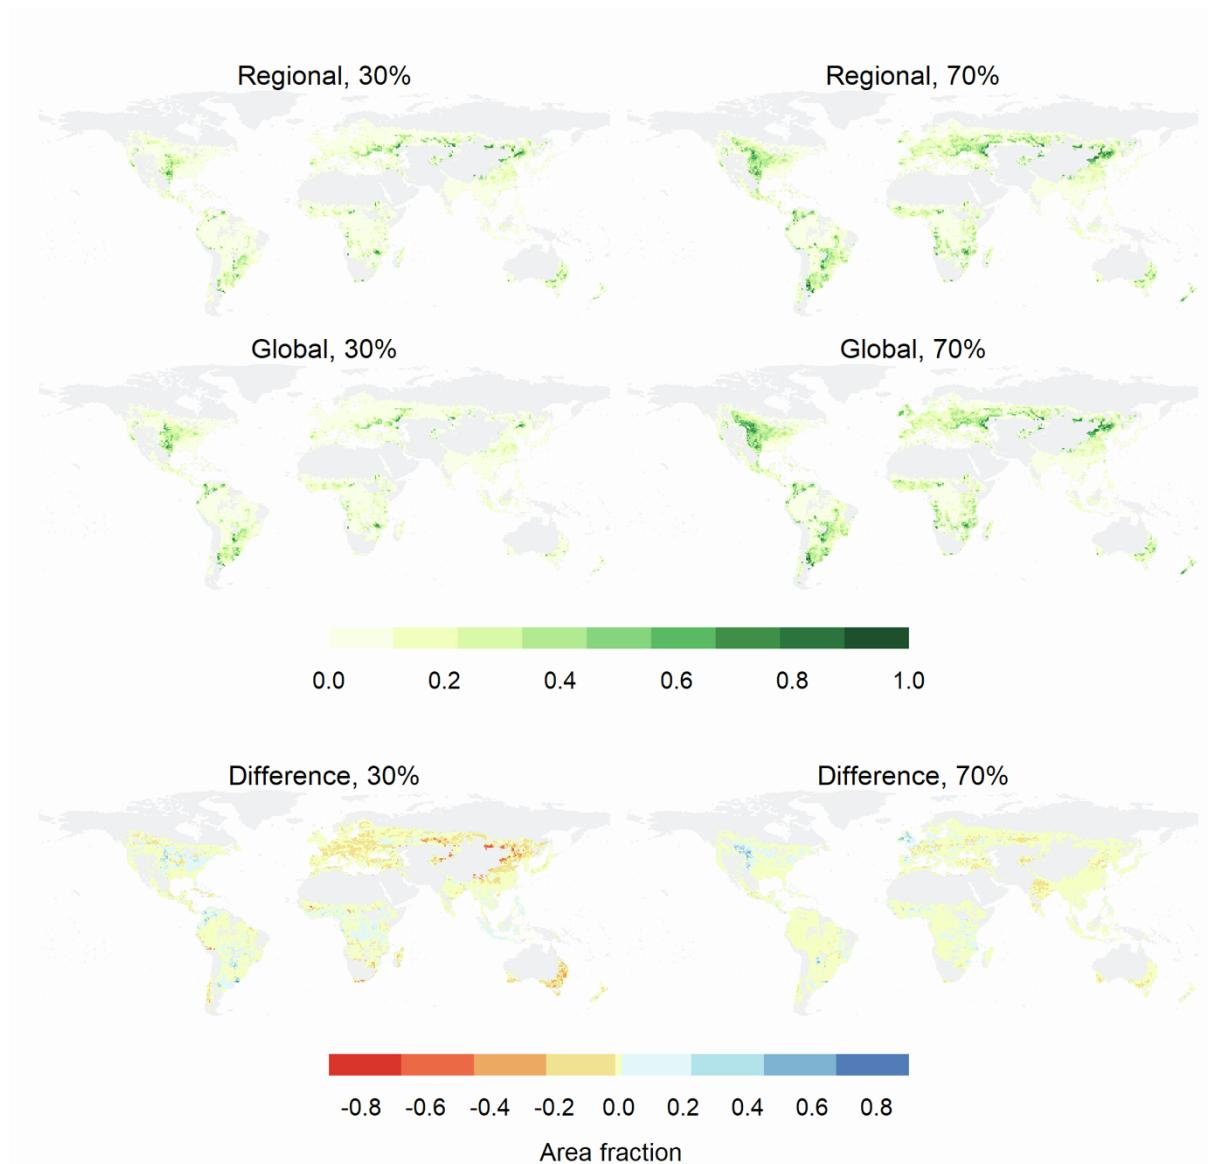 Regional, 30%
Regional, 70%
Global, 30%
Global, 70%
0.0 0.2 0.4 0.6 0.8 1.0
Difference, 30%
Difference, 70%
-0.8 -0.6 -0.4 -0.2 0.0 0.2 0.4 0.6 0.8
Area fraction